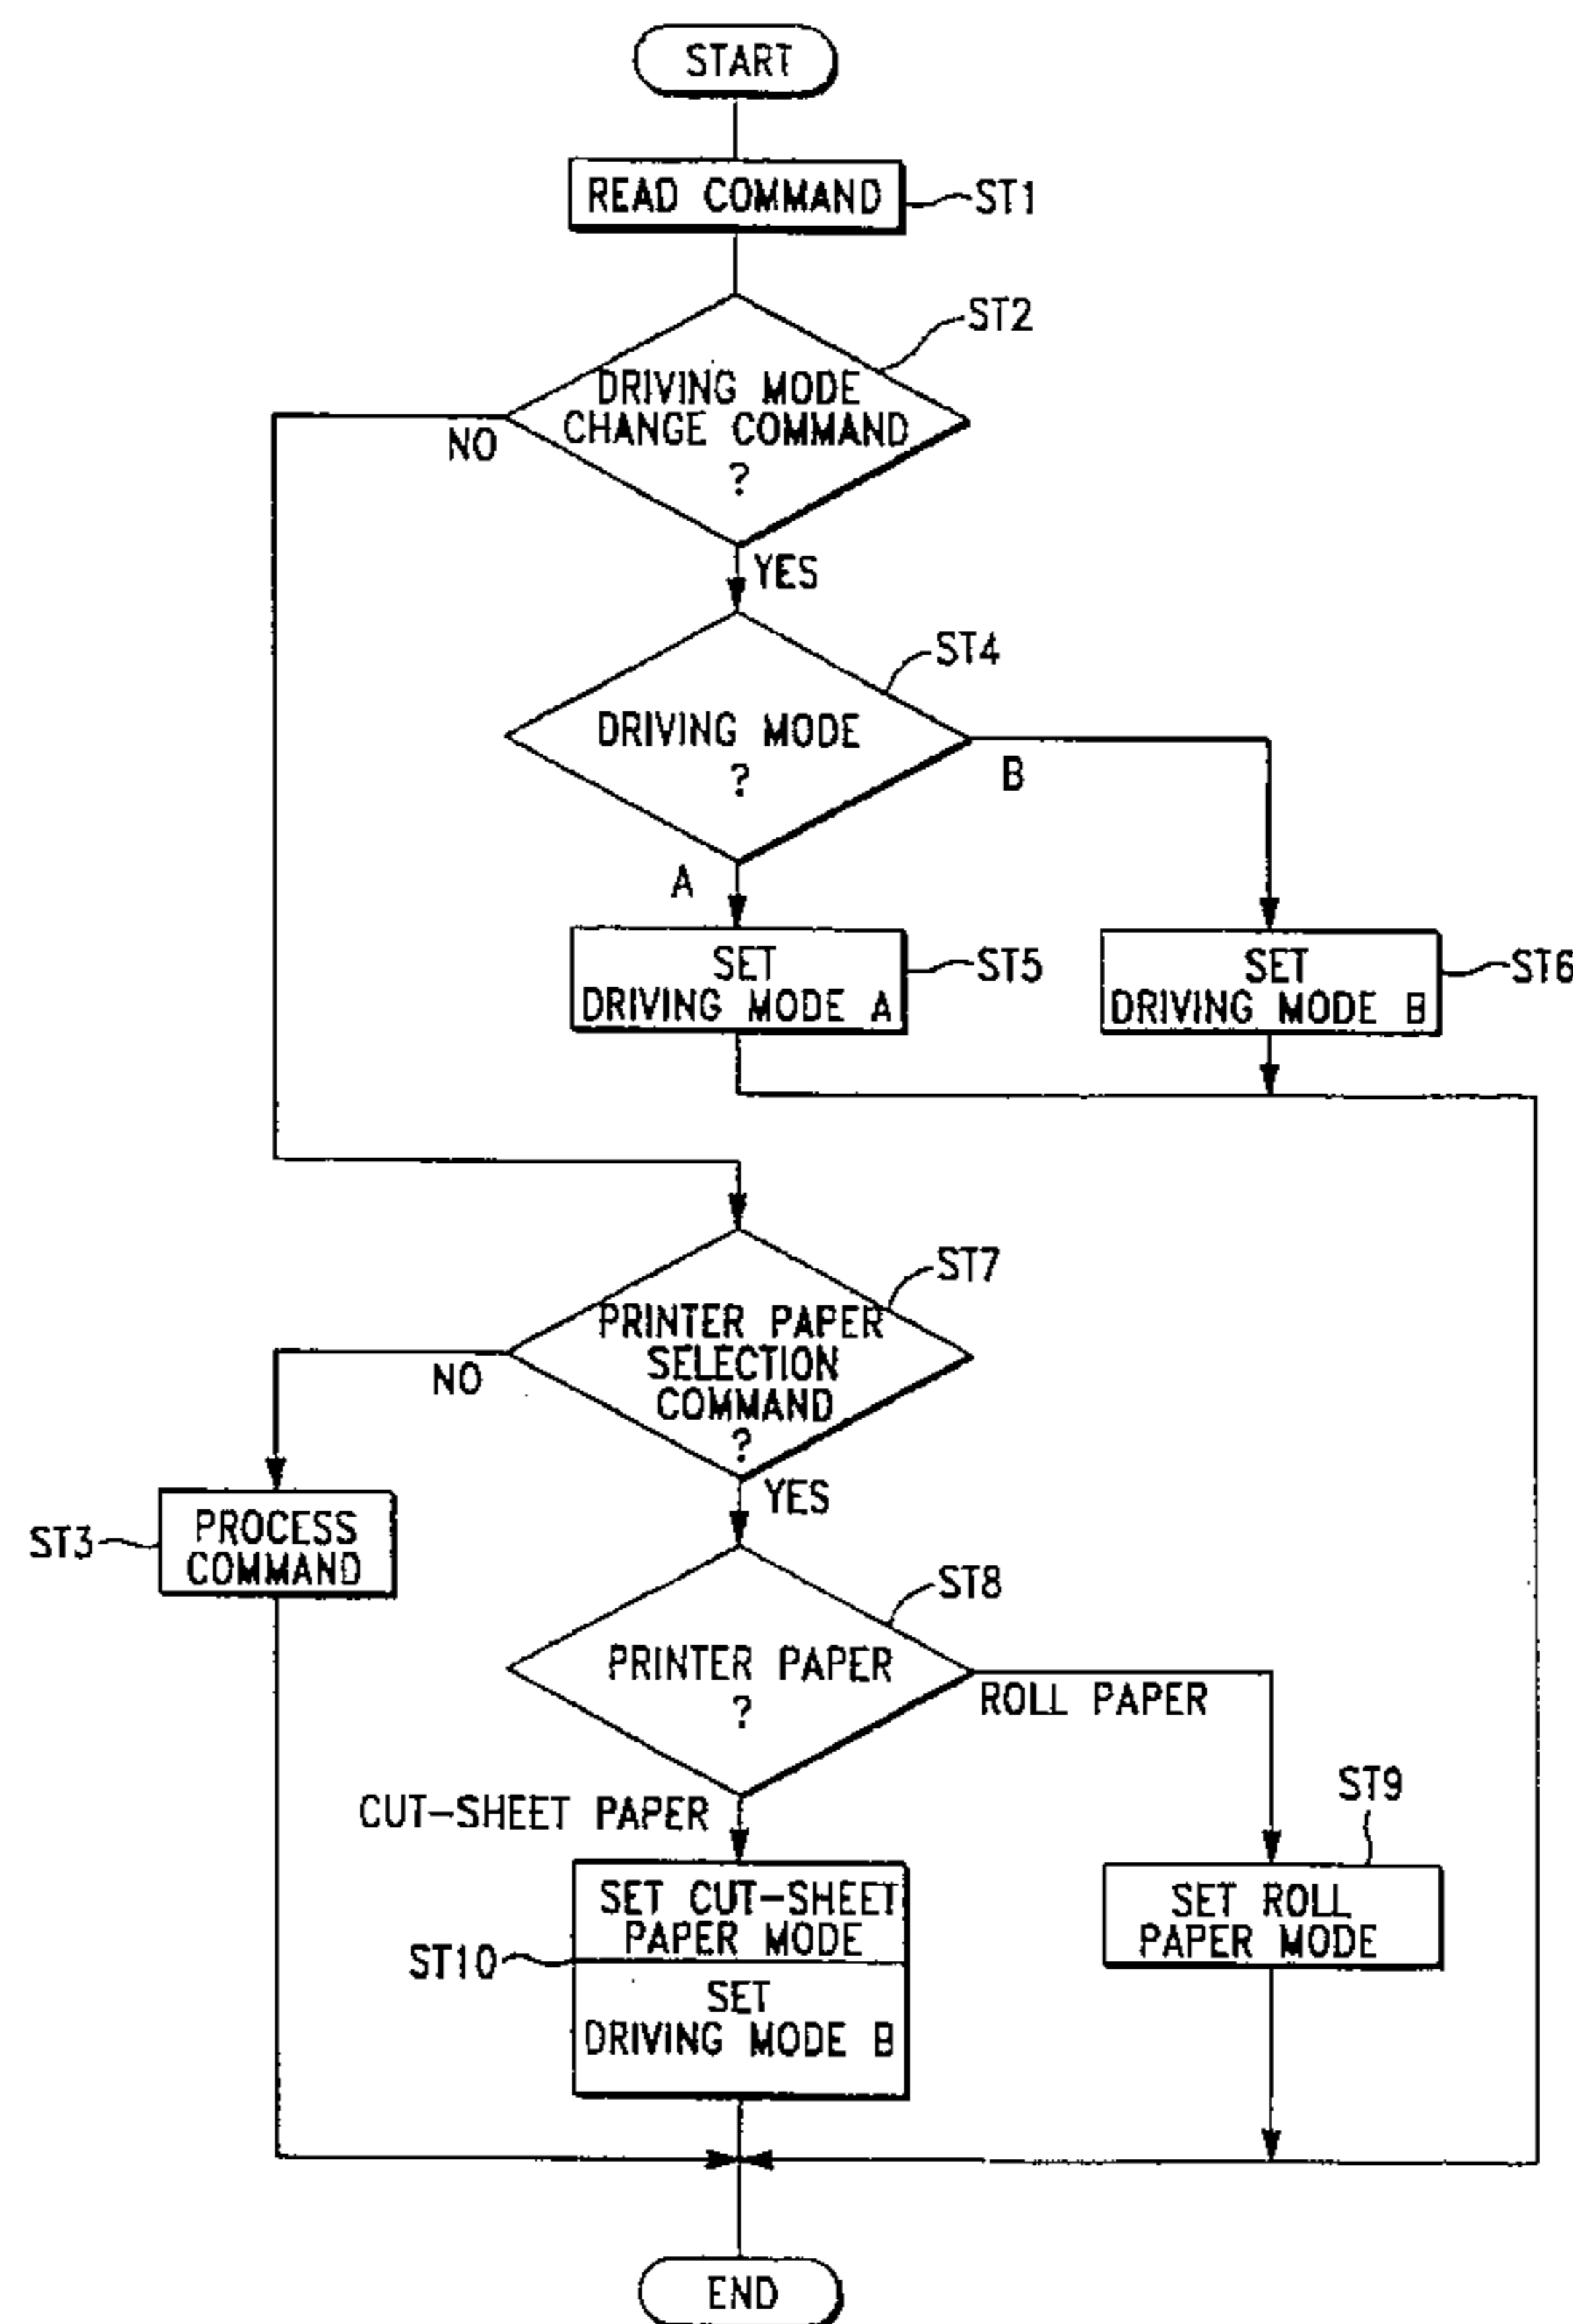 START
READ COMMAND
ST1
ST2
DRIVING MODE
CHANGE COMMAND
?
NO
YES
ST4
DRIVING MODE
?
B
A
SET
DRIVING MODE A
ST5
SET
DRIVING MODE B
ST6
ST7
PRINTER PAPER
SELECTION
COMMAND
?
NO
YES
ST3
PROCESS
COMMAND
ST8
PRINTER PAPER
?
ROLL PAPER
CUT-SHEET PAPER
ST9
SET CUT-SHEET
PAPER MODE
SET ROLL
PAPER MODE
ST10
SET
DRIVING MODE B
END